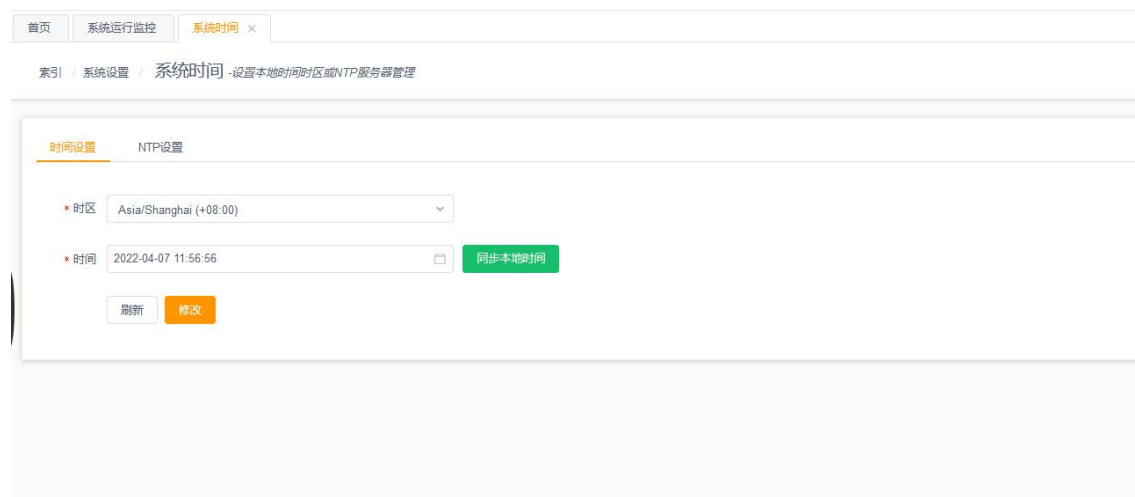 首页 系统运行监控 系统时间 ×
索引 / 系统设置 / 系统时间 -设置本地时间时区或NTP服务器管理
时间设置 NTP设置
* 时区 Asia/Shanghai (+08:00)
* 时间 2022-04-07 11:56:56 同步本地时间
刷新 修改